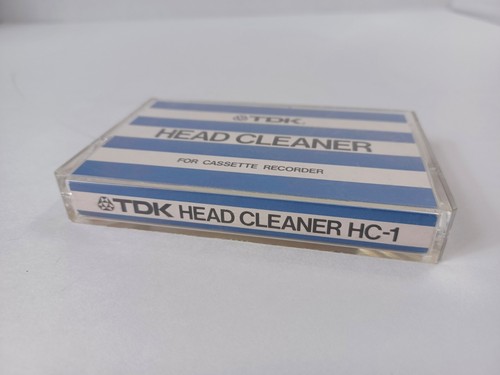 TDK
HEAD CLEANER
FOR CASSETTE RECORDER
TDK HEAD CLEANER HC-1